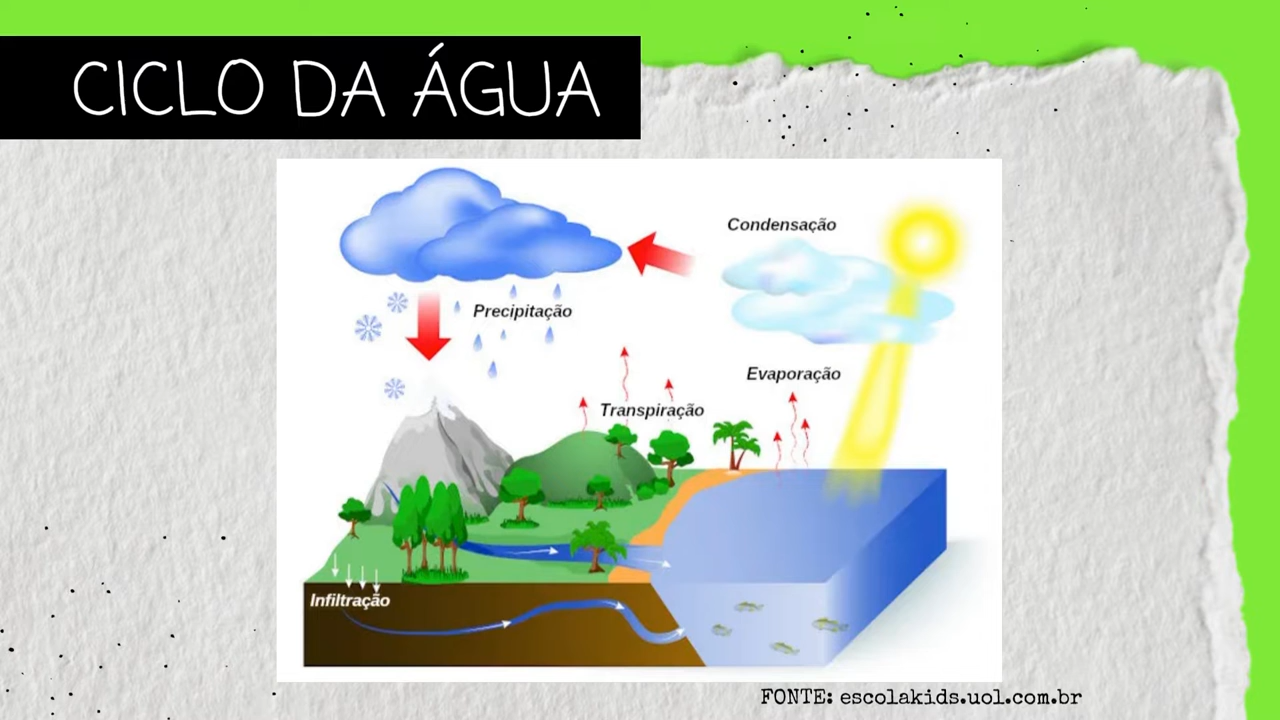 CICLO DA ÁGUA
Condensação
Precipitação
Evaporação
Transpiração
Infiltração
FONTE: escolakids.uol.com.br